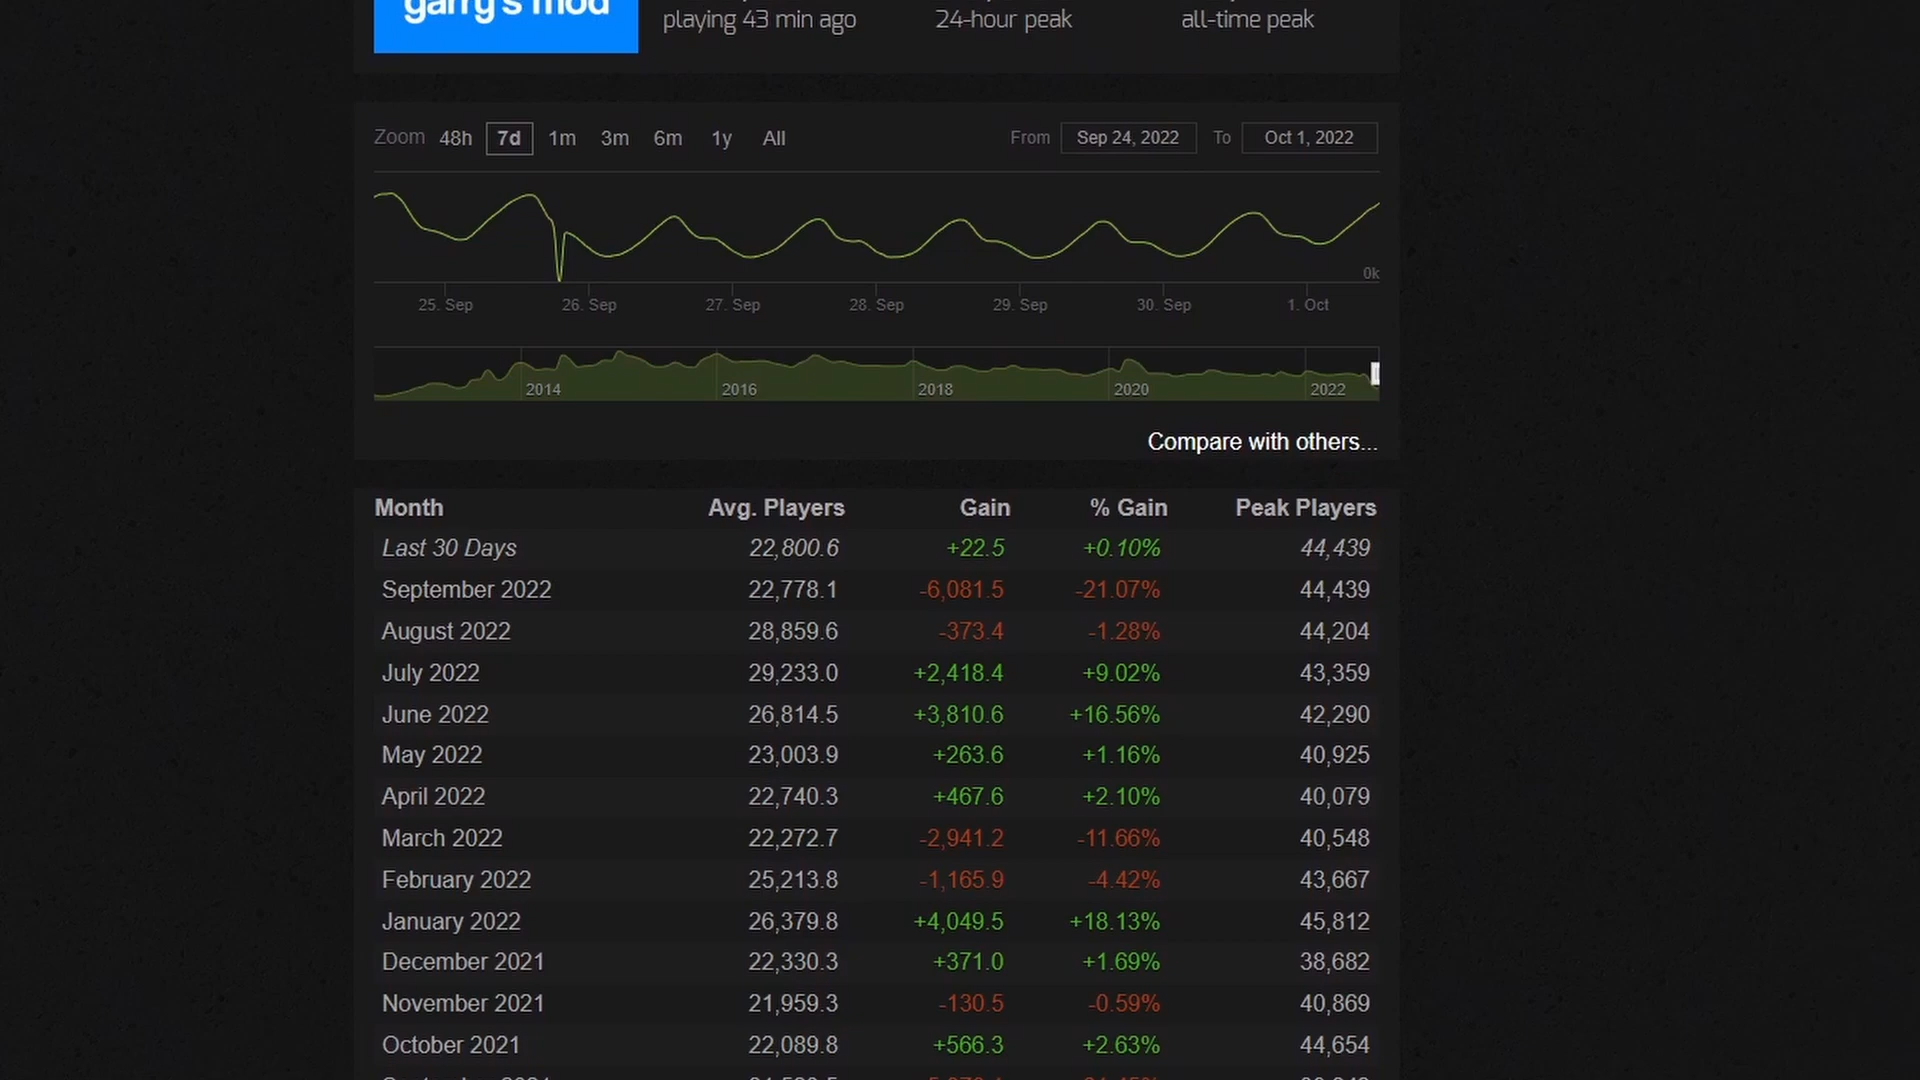 garry's mod
playing 43 min ago
24-hour peak
all-time peak
Zoom 48h 7d 1m 3m 6m 1y All From Sep 24, 2022 To Oct 1, 2022
0k
25. Sep 26. Sep 27. Sep 28. Sep 29. Sep 30. Sep 1. Oct
2014 2016 2018 2020 2022
Compare with others...
Month Avg. Players Gain % Gain Peak Players
Last 30 Days 22,800.6 +22.5 +0.10% 44,439
September 2022 22,778.1 -6,081.5 -21.07% 44,439
August 2022 28,859.6 -373.4 -1.28% 44,204
July 2022 29,233.0 +2,418.4 +9.02% 43,359
June 2022 26,814.5 +3,810.6 +16.56% 42,290
May 2022 23,003.9 +263.6 +1.16% 40,925
April 2022 22,740.3 +467.6 +2.10% 40,079
March 2022 22,272.7 -2,941.2 -11.66% 40,548
February 2022 25,213.8 -1,165.9 -4.42% 43,667
January 2022 26,379.8 +4,049.5 +18.13% 45,812
December 2021 22,330.3 +371.0 +1.69% 38,682
November 2021 21,959.3 -130.5 -0.59% 40,869
October 2021 22,089.8 +566.3 +2.63% 44,654